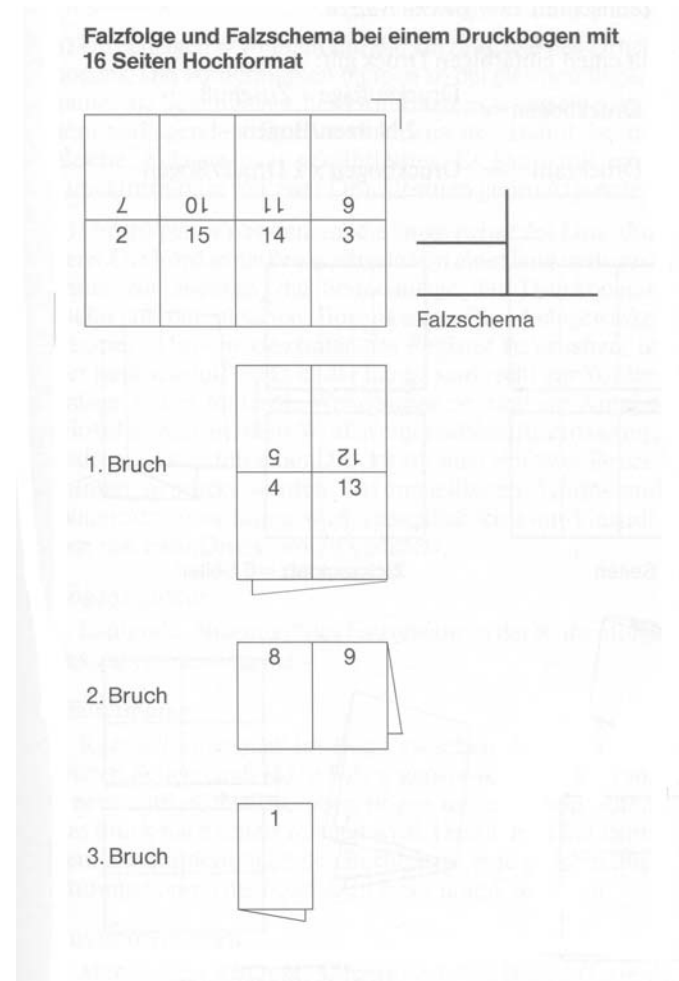 Falzfolge und Falzschema bei einem Druckbogen mit
16 Seiten Hochformat
7 10 11 6
2 15 14 3
Falzschema
1. Bruch
5 12
4 13
2. Bruch
8 9
3. Bruch
1